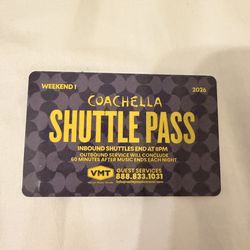 WEEKEND 1
2026
COACHELLA
SHUTTLE PASS
INBOUND SHUTTLES END AT 8PM
OUTBOUND SERVICE WILL CONCLUDE
60 MINUTES AFTER MUSIC ENDS EACH NIGHT.
VMT
GUEST SERVICES
888.833.1031